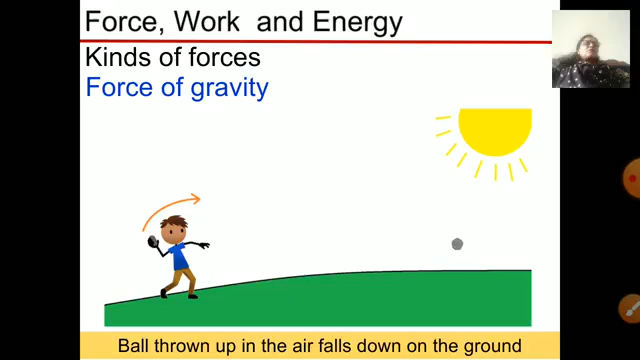 Force, Work and Energy
Kinds of forces
Force of gravity
Ball thrown up in the air falls down on the ground